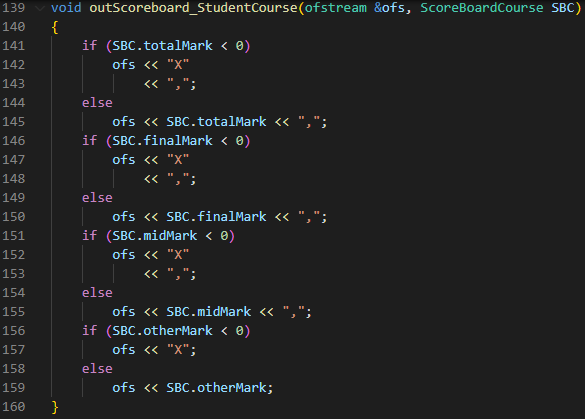 139 void outScoreboard_StudentCourse(ofstream &ofs, ScoreBoardCourse SBC)
140 {
141     if (SBC.totalMark < 0)
142         ofs << "X"
143             << ",";
144     else
145         ofs << SBC.totalMark << ",";
146     if (SBC.finalMark < 0)
147         ofs << "X"
148             << ",";
149     else
150         ofs << SBC.finalMark << ",";
151     if (SBC.midMark < 0)
152         ofs << "X"
153             << ",";
154     else
155         ofs << SBC.midMark << ",";
156     if (SBC.otherMark < 0)
157         ofs << "X";
158     else
159         ofs << SBC.otherMark;
160 }